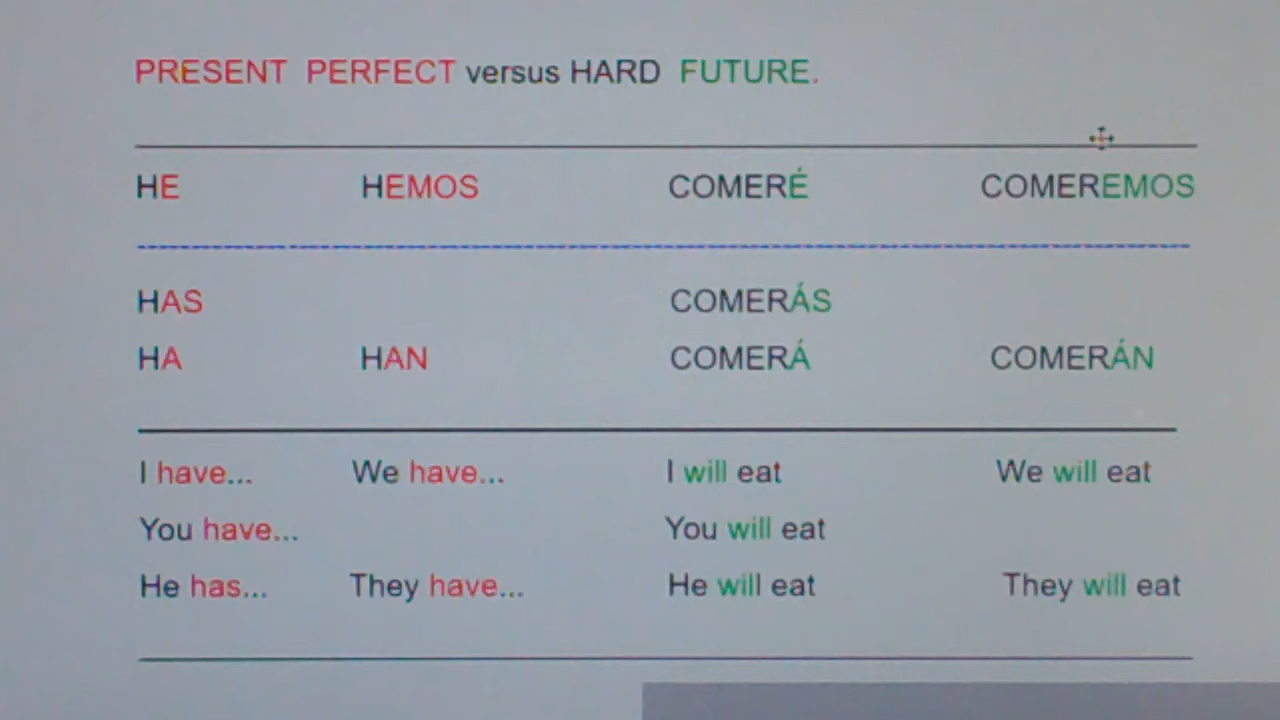 PRESENT PERFECT versus HARD FUTURE.
HE HEMOS COMERÉ COMEREMOS
HAS COMERÁS
HA HAN COMERÁ COMERÁN
I have... We have... I will eat We will eat
You have... You will eat
He has... They have... He will eat They will eat